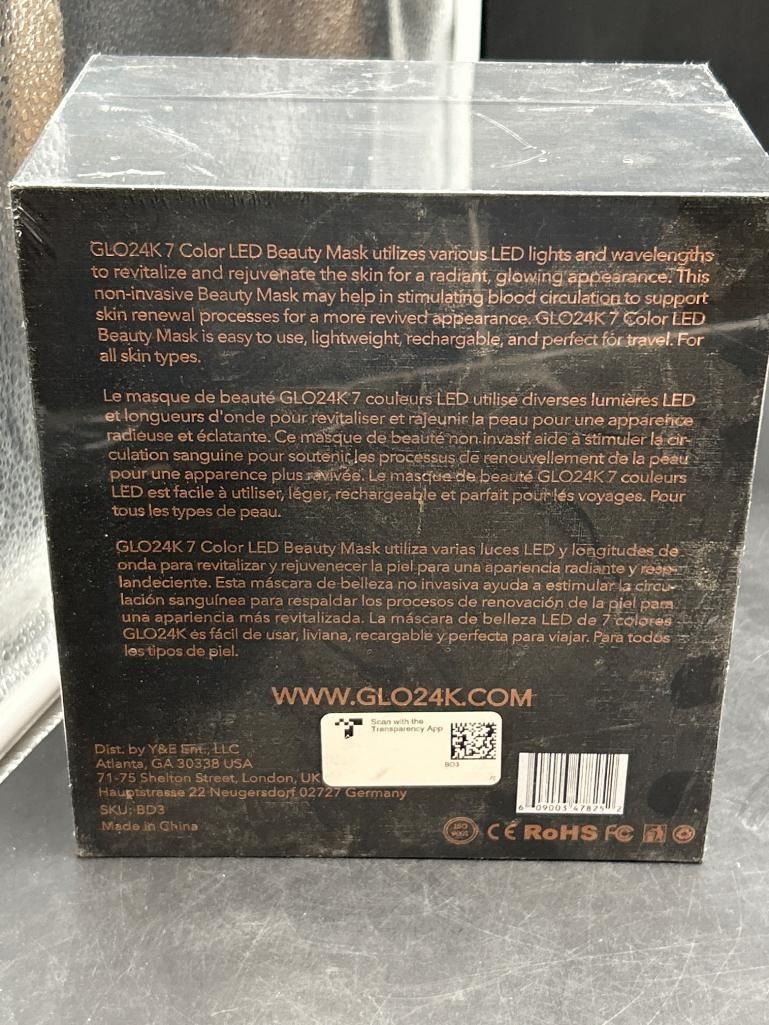 GLO24K 7 Color LED Beauty Mask utilizes various LED lights and wavelengths
to revitalize and rejuvenate the skin for a radiant, glowing appearance. This
non-invasive Beauty Mask may help in stimulating blood circulation to support
skin renewal processes for a more revived appearance. GLO24K 7 Color LED
Beauty Mask is easy to use, lightweight, rechargable, and perfect for travel. For
all skin types.
Le masque de beauté GLO24K 7 couleurs LED utilise diverses lumières LED
et longueurs d'onde pour revitaliser et rajeunir la peau pour une apparence
radieuse et éclatante. Ce masque de beauté non invasif aide à stimuler la cir-
culation sanguine pour soutenir les processus de renouvellement de la peau
pour une apparence plus ravivée. Le masque de beauté GLO24K 7 couleurs
LED est facile à utiliser, léger, rechargeable et parfait pour les voyages. Pour
tous les types de peau.
GLO24K 7 Color LED Beauty Mask utiliza varias luces LED y longitudes de
onda para revitalizar y rejuvenecer la piel para una apariencia radiante y resp-
landeciente. Esta máscara de belleza no invasiva ayuda a estimular la circu-
lación sanguínea para respaldar los procesos de renovación de la piel para
una apariencia más revitalizada. La máscara de belleza LED de 7 colores
GLO24K es fácil de usar, liviana, recargable y perfecta para viajar. Para todos
los tipos de piel.
WWW.GLO24K.COM
Scan with the
Transparency App
BD3
Dist. by Y&E Ent., LLC
Atlanta, GA 30338 USA
71-75 Shelton Street, London, UK
Hauptstrasse 22 Neugersdorf 02727 Germany
SKU: BD3
Made in China
6 09003 47825 2
ISO 9001 CE RoHS FC